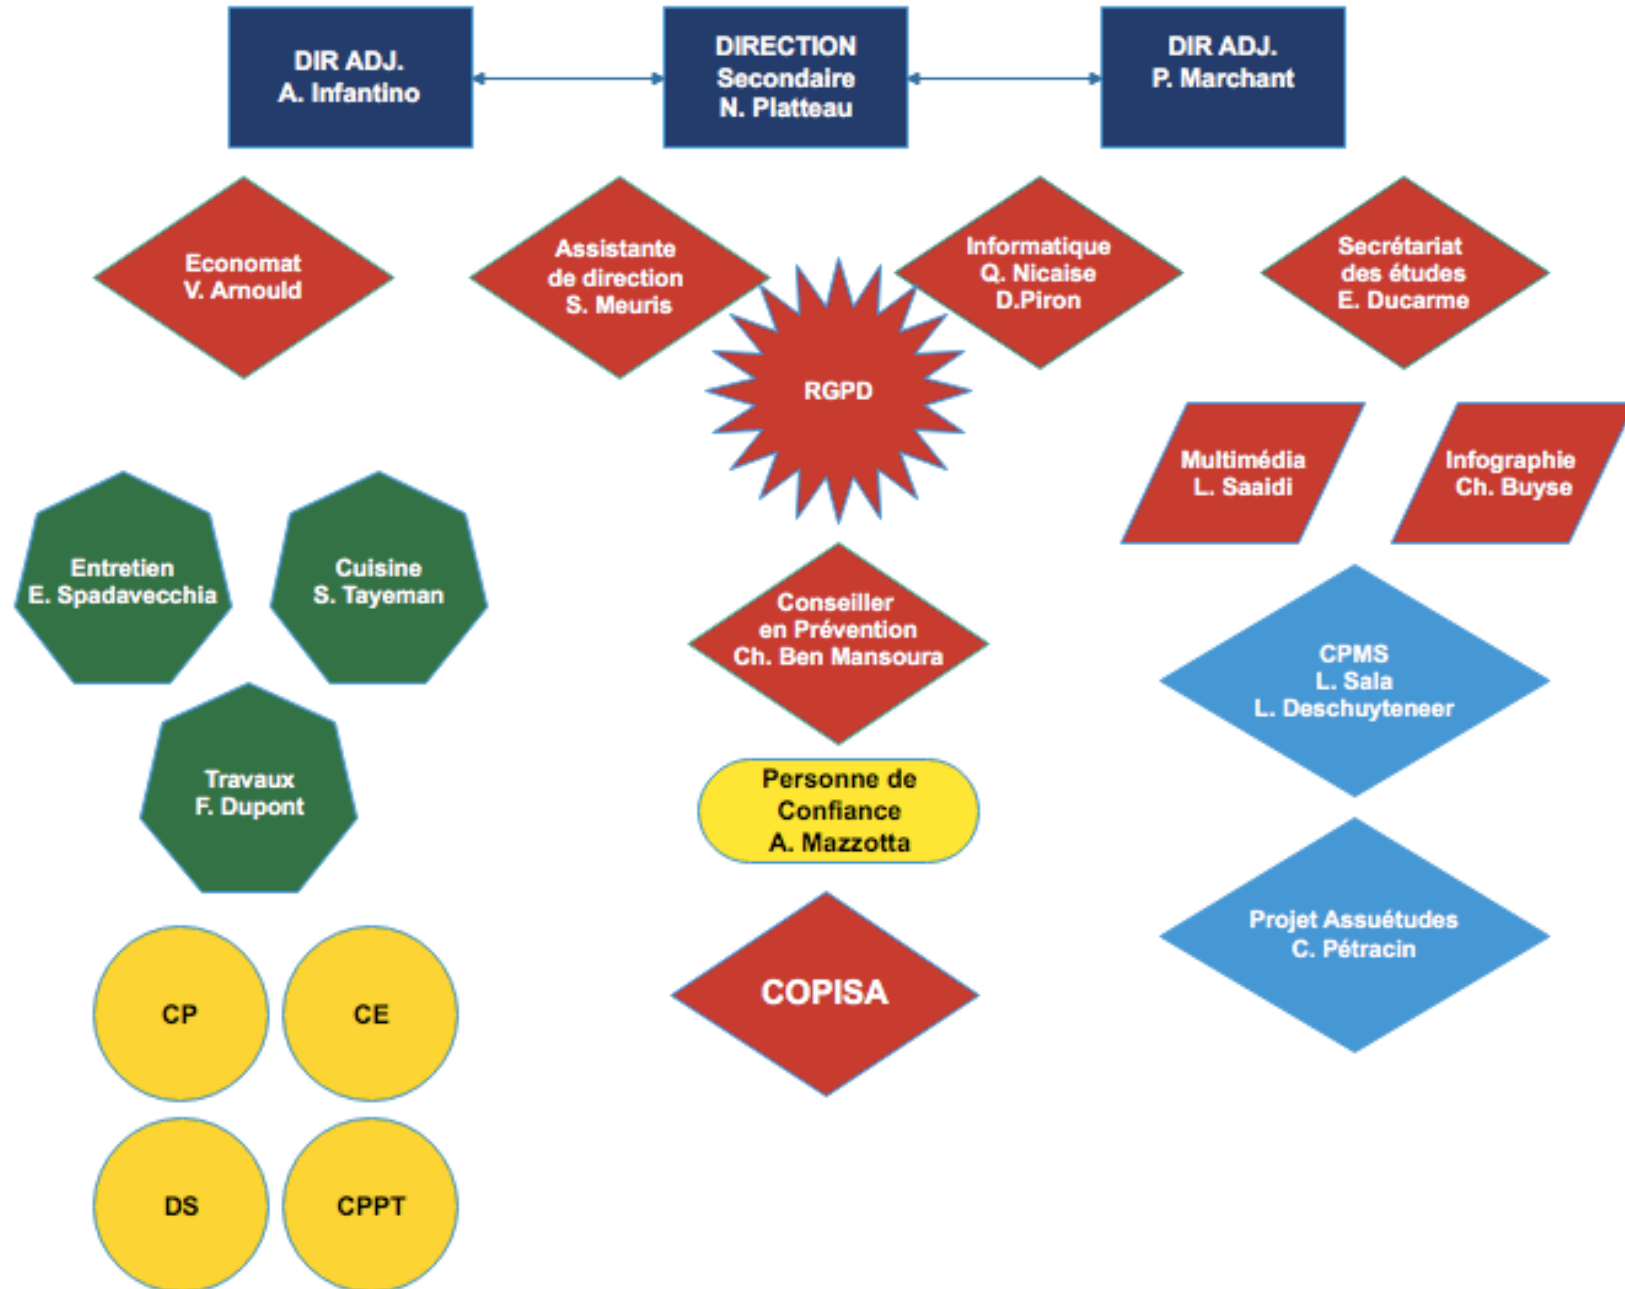 DIR ADJ.
A. Infantino
DIRECTION
Secondaire
N. Platteau
DIR ADJ.
P. Marchant
Economat
V. Arnould
Assistante
de direction
S. Meuris
Informatique
Q. Nicaise
D.Piron
Secrétariat
des études
E. Ducarme
RGPD
Multimédia
L. Saaidi
Infographie
Ch. Buyse
Entretien
E. Spadavecchia
Cuisine
S. Tayeman
Conseiller
en Prévention
Ch. Ben Mansoura
CPMS
L. Sala
L. Deschuyteneer
Travaux
F. Dupont
Personne de
Confiance
A. Mazzotta
Projet Assuétudes
C. Pétracin
COPISA
CP
CE
DS
CPPT